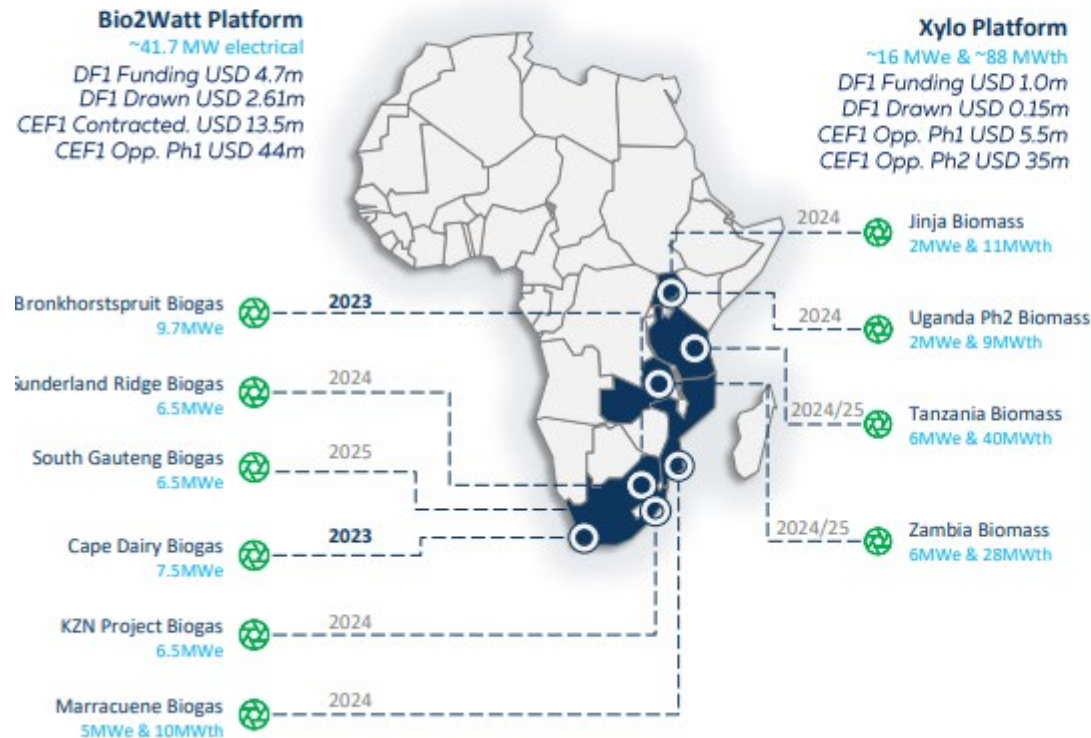 Bio2Watt Platform
~41.7 MW electrical
DF1 Funding USD 4.7m
DF1 Drawn USD 2.61m
CEF1 Contracted. USD 13.5m
CEF1 Opp. Ph1 USD 44m
Xylo Platform
~16 MWe & ~88 MWth
DF1 Funding USD 1.0m
DF1 Drawn USD 0.15m
CEF1 Opp. Ph1 USD 5.5m
CEF1 Opp. Ph2 USD 35m
Bronkhorstspruit Biogas
9.7MWe
2023
Sunderland Ridge Biogas
6.5MWe
2024
South Gauteng Biogas
6.5MWe
2025
Cape Dairy Biogas
7.5MWe
2023
KZN Project Biogas
6.5MWe
2024
Marracuene Biogas
5MWe & 10MWth
2024
2024
Jinja Biomass
2MWe & 11MWth
2024
Uganda Ph2 Biomass
2MWe & 9MWth
2024/25
Tanzania Biomass
6MWe & 40MWth
2024/25
Zambia Biomass
6MWe & 28MWth